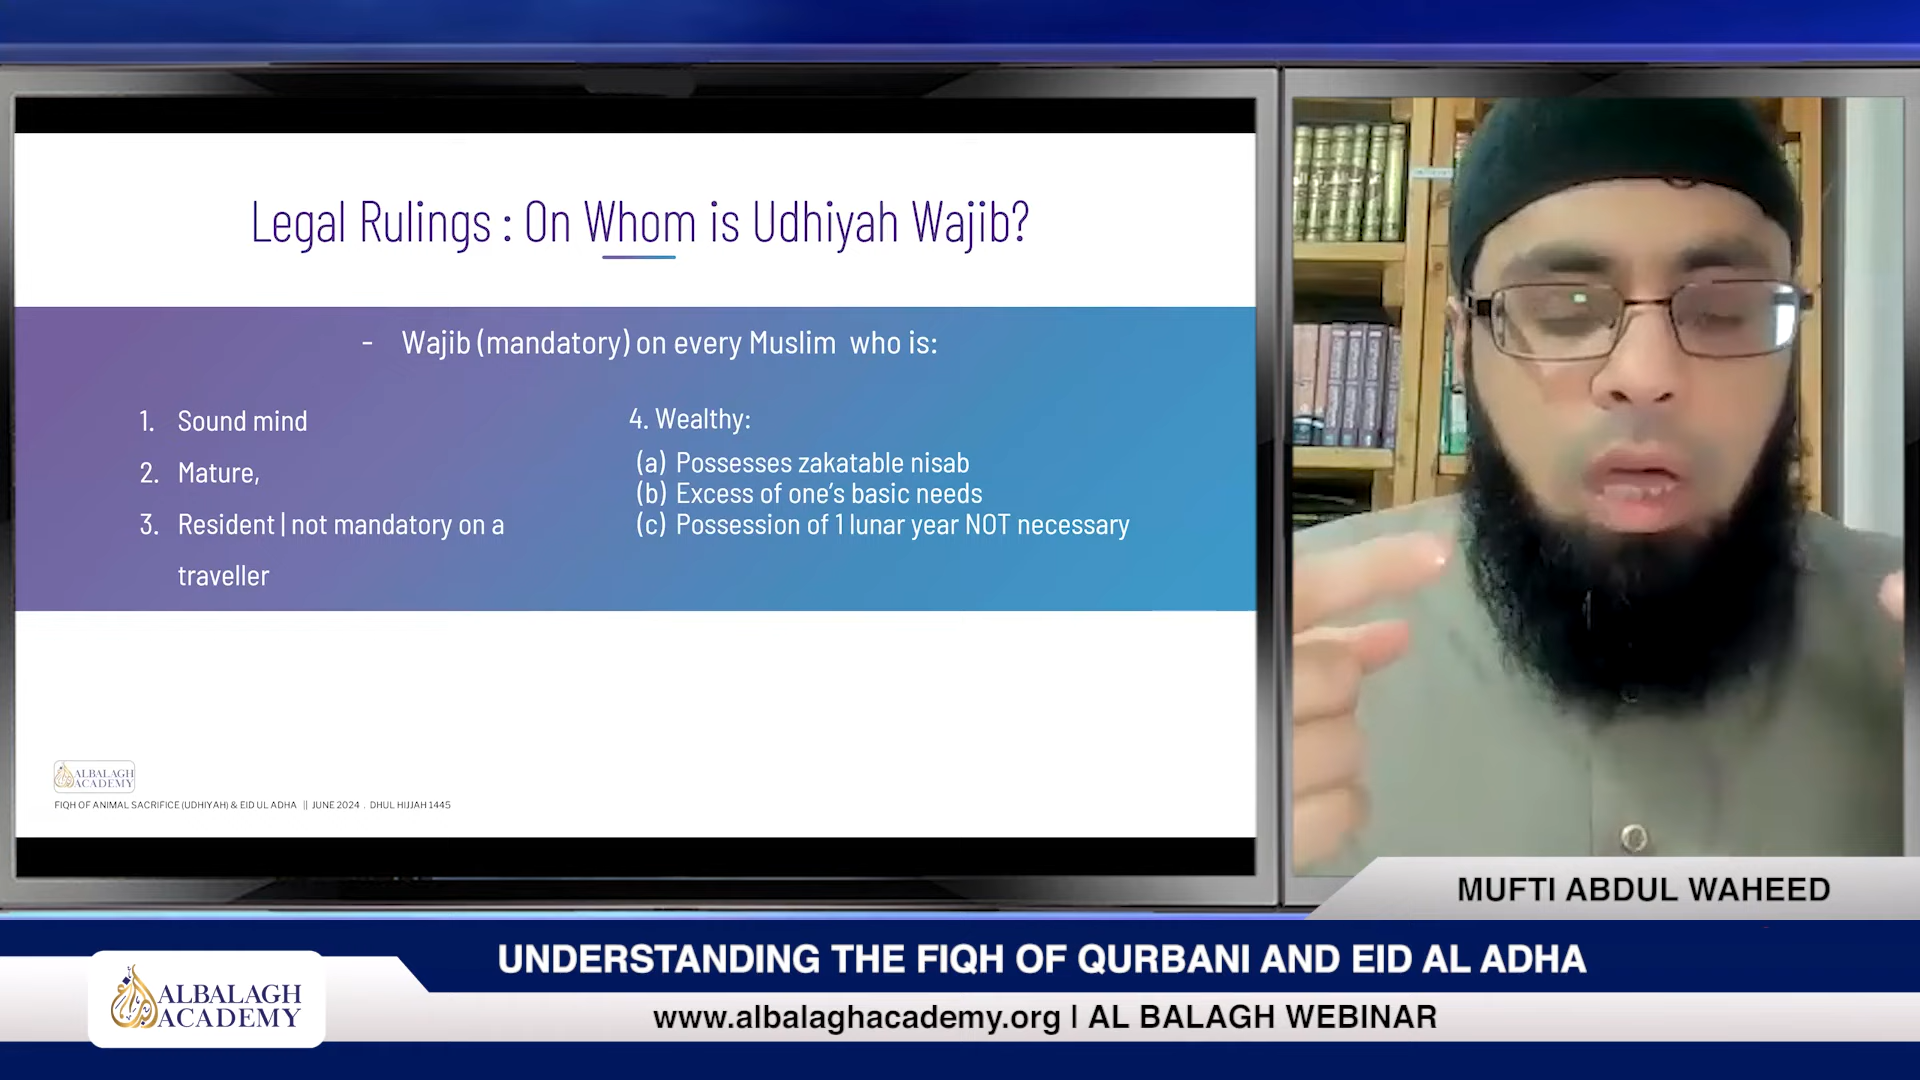 Legal Rulings : On Whom is Udhiyah Wajib?
- Wajib (mandatory) on every Muslim who is:
1. Sound mind
2. Mature,
3. Resident | not mandatory on a
traveller
4. Wealthy:
(a) Possesses zakatable nisab
(b) Excess of one's basic needs
(c) Possession of 1 lunar year NOT necessary
ALBALAGH
ACADEMY
FIQH OF ANIMAL SACRIFICE (UDHIYAH) & EID UL ADHA || JUNE 2024 . DHUL HIJJAH 1445
MUFTI ABDUL WAHEED
UNDERSTANDING THE FIQH OF QURBANI AND EID AL ADHA
ALBALAGH
ACADEMY
www.albalaghacademy.org | AL BALAGH WEBINAR